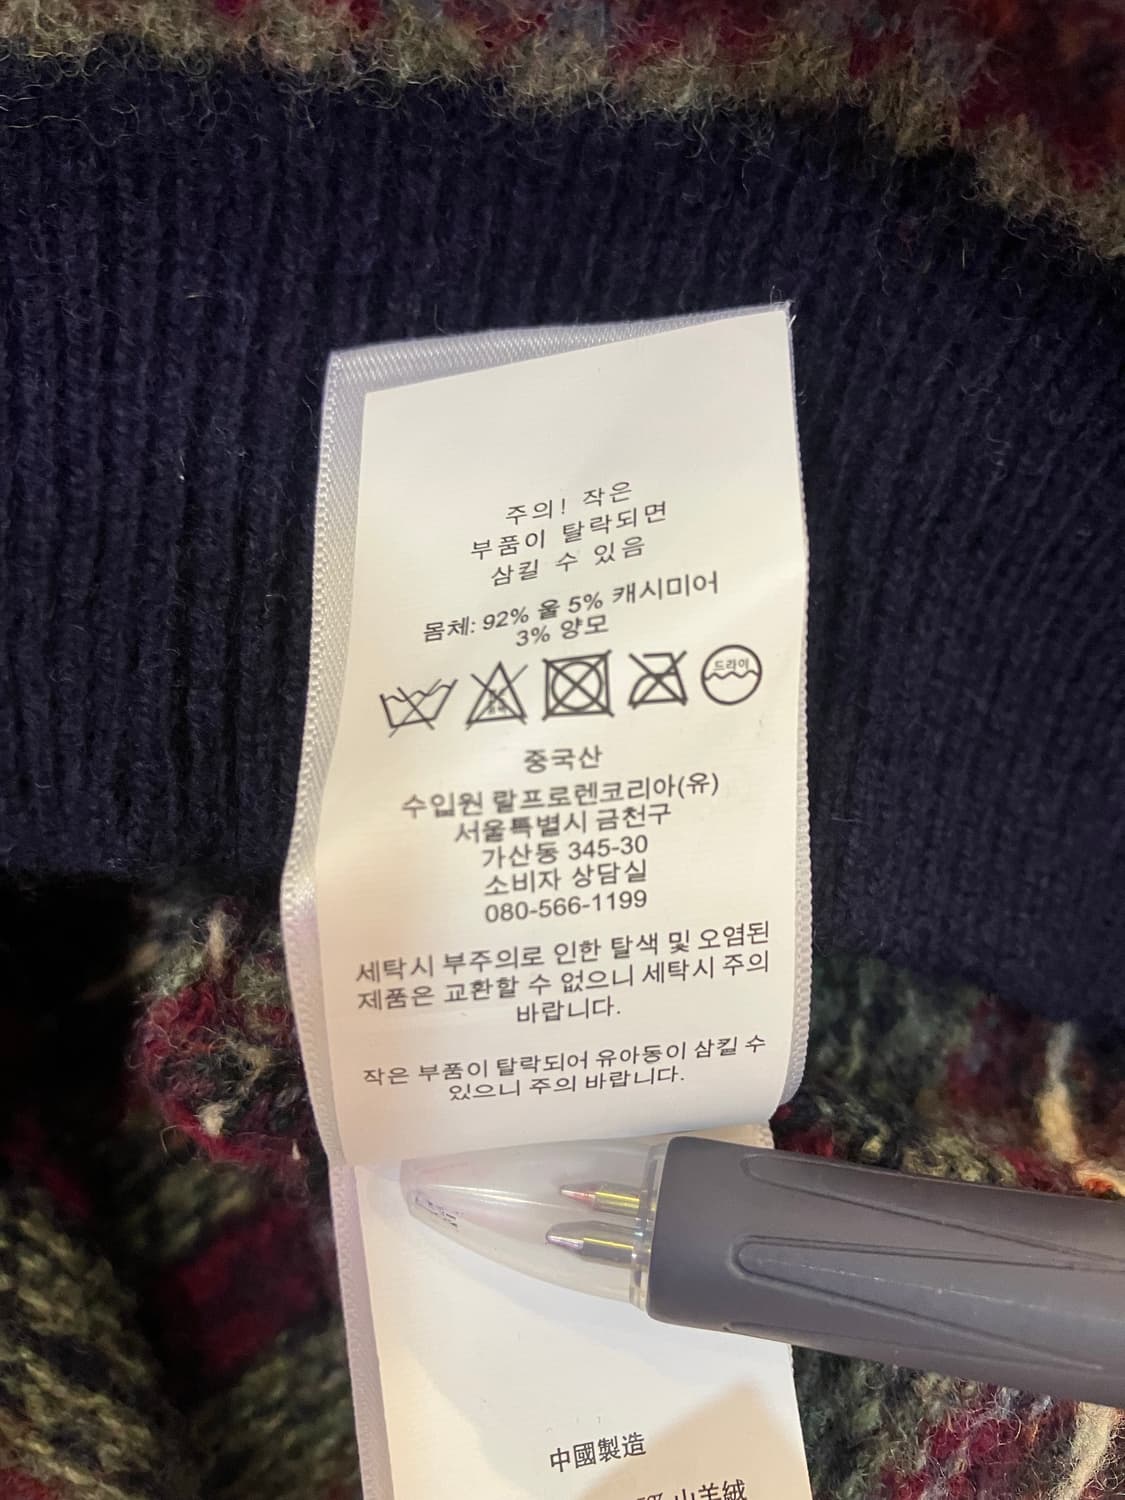 주의! 작은
부품이 탈락되면
삼킬 수 있음
몸체: 92% 울 5% 캐시미어
3% 양모
드라이
중국산
수입원 랄프로렌코리아(유)
서울특별시 금천구
가산동 345-30
소비자 상담실
080-566-1199
세탁시 부주의로 인한 탈색 및 오염된
제품은 교환할 수 없으니 세탁시 주의
바랍니다.
작은 부품이 탈락되어 유아동이 삼킬 수
있으니 주의 바랍니다.
中國製造
山羊絨